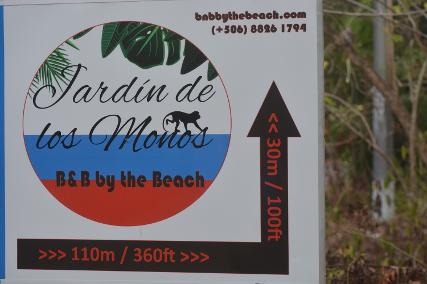 bnbbythebeach.com
(+506) 8826 1794
Jardín de
los Monos
B&B by the Beach
<< 30m / 100ft
>>> 110m / 360ft >>>